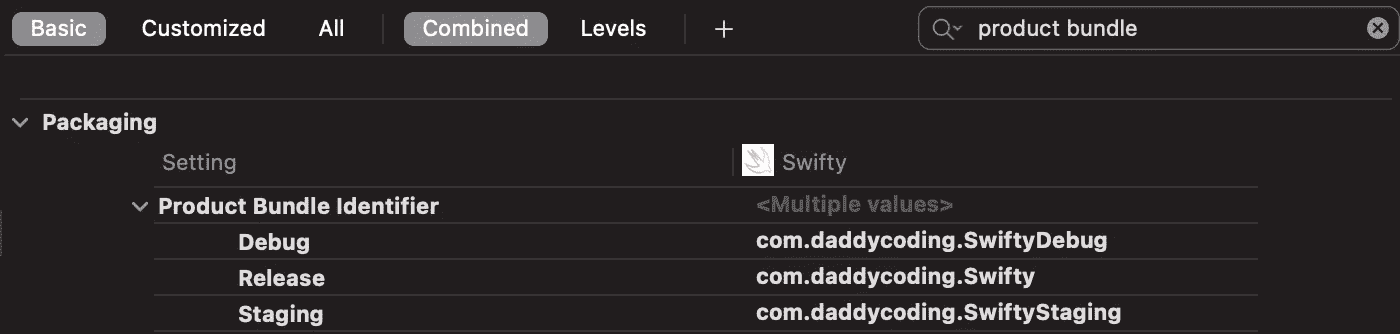 Basic Customized All Combined Levels + product bundle
Packaging
Setting Swifty
Product Bundle Identifier <Multiple values>
Debug com.daddycoding.SwiftyDebug
Release com.daddycoding.Swifty
Staging com.daddycoding.SwiftyStaging